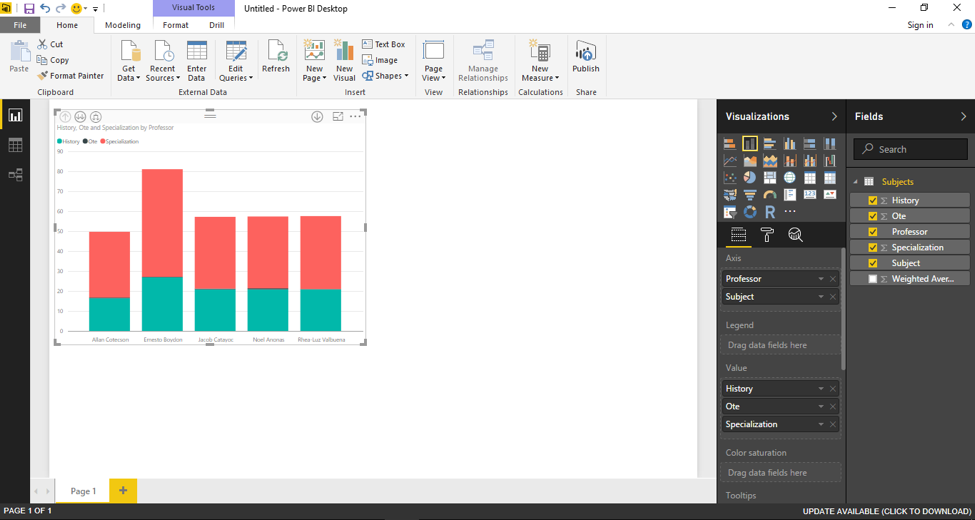 Visual Tools
Untitled - Power BI Desktop
File
Home
Modeling
Format
Drill
Sign in
Paste
Cut
Copy
Format Painter
Clipboard
Get Data
Recent Sources
Enter Data
Edit Queries
Refresh
External Data
New Page
New Visual
Text Box
Image
Shapes
Insert
Page View
View
Manage Relationships
Relationships
New Measure
Calculations
Publish
Share
History, Ote and Specialization by Professor
History Ote Specialization
90
80
70
60
50
40
30
20
10
0
Ernesto Boydon
Noel Anonas
Rhea Luz Valbuena
Visualizations
Axis
Professor
Subject
Legend
Drag data fields here
Value
History
Ote
Specialization
Color saturation
Drag data fields here
Tooltips
Fields
Search
Subjects
History
Ote
Professor
Specialization
Subject
Weighted Aver...
Page 1
PAGE 1 OF 1
UPDATE AVAILABLE (CLICK TO DOWNLOAD)